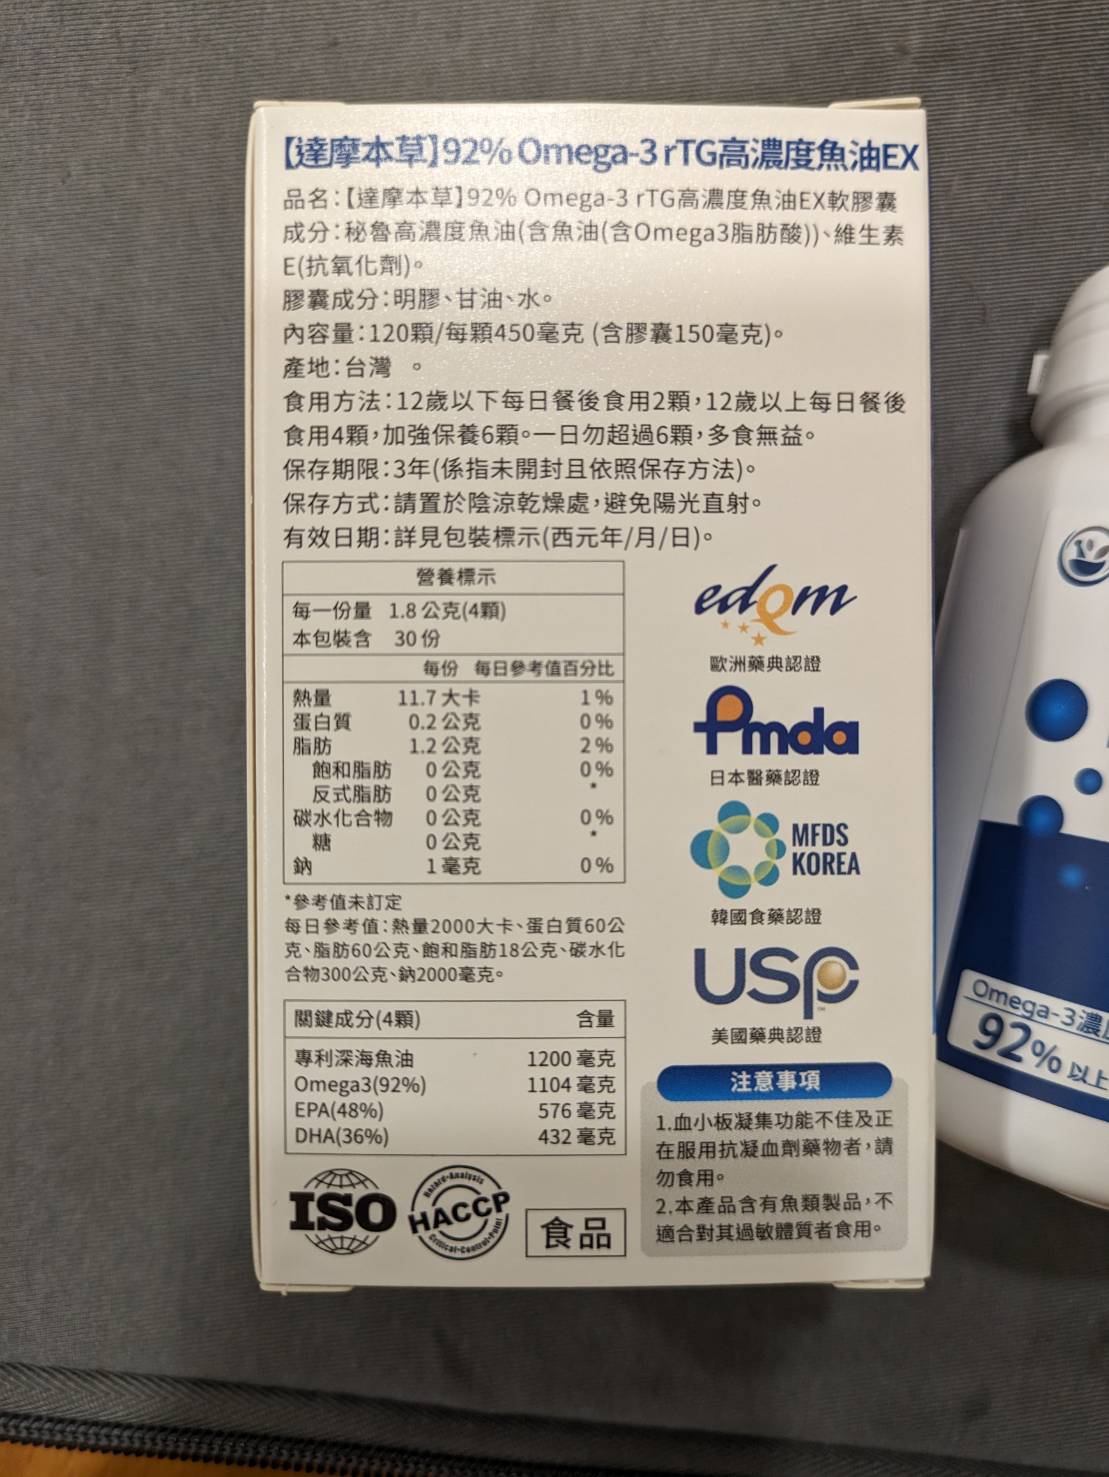 【達摩本草】92% Omega-3 rTG高濃度魚油EX
品名:【達摩本草】92% Omega-3 rTG高濃度魚油EX軟膠囊
成分:秘魯高濃度魚油(含魚油(含Omega3脂肪酸))、維生素
E(抗氧化劑)。
膠囊成分:明膠、甘油、水。
內容量:120顆/每顆450毫克 (含膠囊150毫克)。
產地:台灣 。
食用方法:12歲以下每日餐後食用2顆,12歲以上每日餐後
食用4顆,加強保養6顆。一日勿超過6顆,多食無益。
保存期限:3年(係指未開封且依照保存方法)。
保存方式:請置於陰涼乾燥處,避免陽光直射。
有效日期:詳見包裝標示(西元年/月/日)。
營養標示
每一份量 1.8 公克(4顆)
本包裝含 30 份
每份 每日參考值百分比
熱量 11.7 大卡 1%
蛋白質 0.2 公克 0%
脂肪 1.2 公克 2%
飽和脂肪 0 公克 0%
反式脂肪 0 公克 *
碳水化合物 0 公克 0%
糖 0 公克 *
鈉 1 毫克 0%
*參考值未訂定
每日參考值:熱量2000大卡、蛋白質60公
克、脂肪60公克、飽和脂肪18公克、碳水化
合物300公克、鈉2000毫克。
關鍵成分(4顆) 含量
專利深海魚油 1200 毫克
Omega3(92%) 1104 毫克
EPA(48%) 576 毫克
DHA(36%) 432 毫克
ISO
Hazard-Analysis
HACCP
Critical-Control-Point
食品
edQm
歐洲藥典認證
Pmda
日本醫藥認證
MFDS
KOREA
韓國食藥認證
USP
美國藥典認證
注意事項
1.血小板凝集功能不佳及正
在服用抗凝血劑藥物者,請
勿食用。
2.本產品含有魚類製品,不
適合對其過敏體質者食用。
Omega-3濃
92%以上